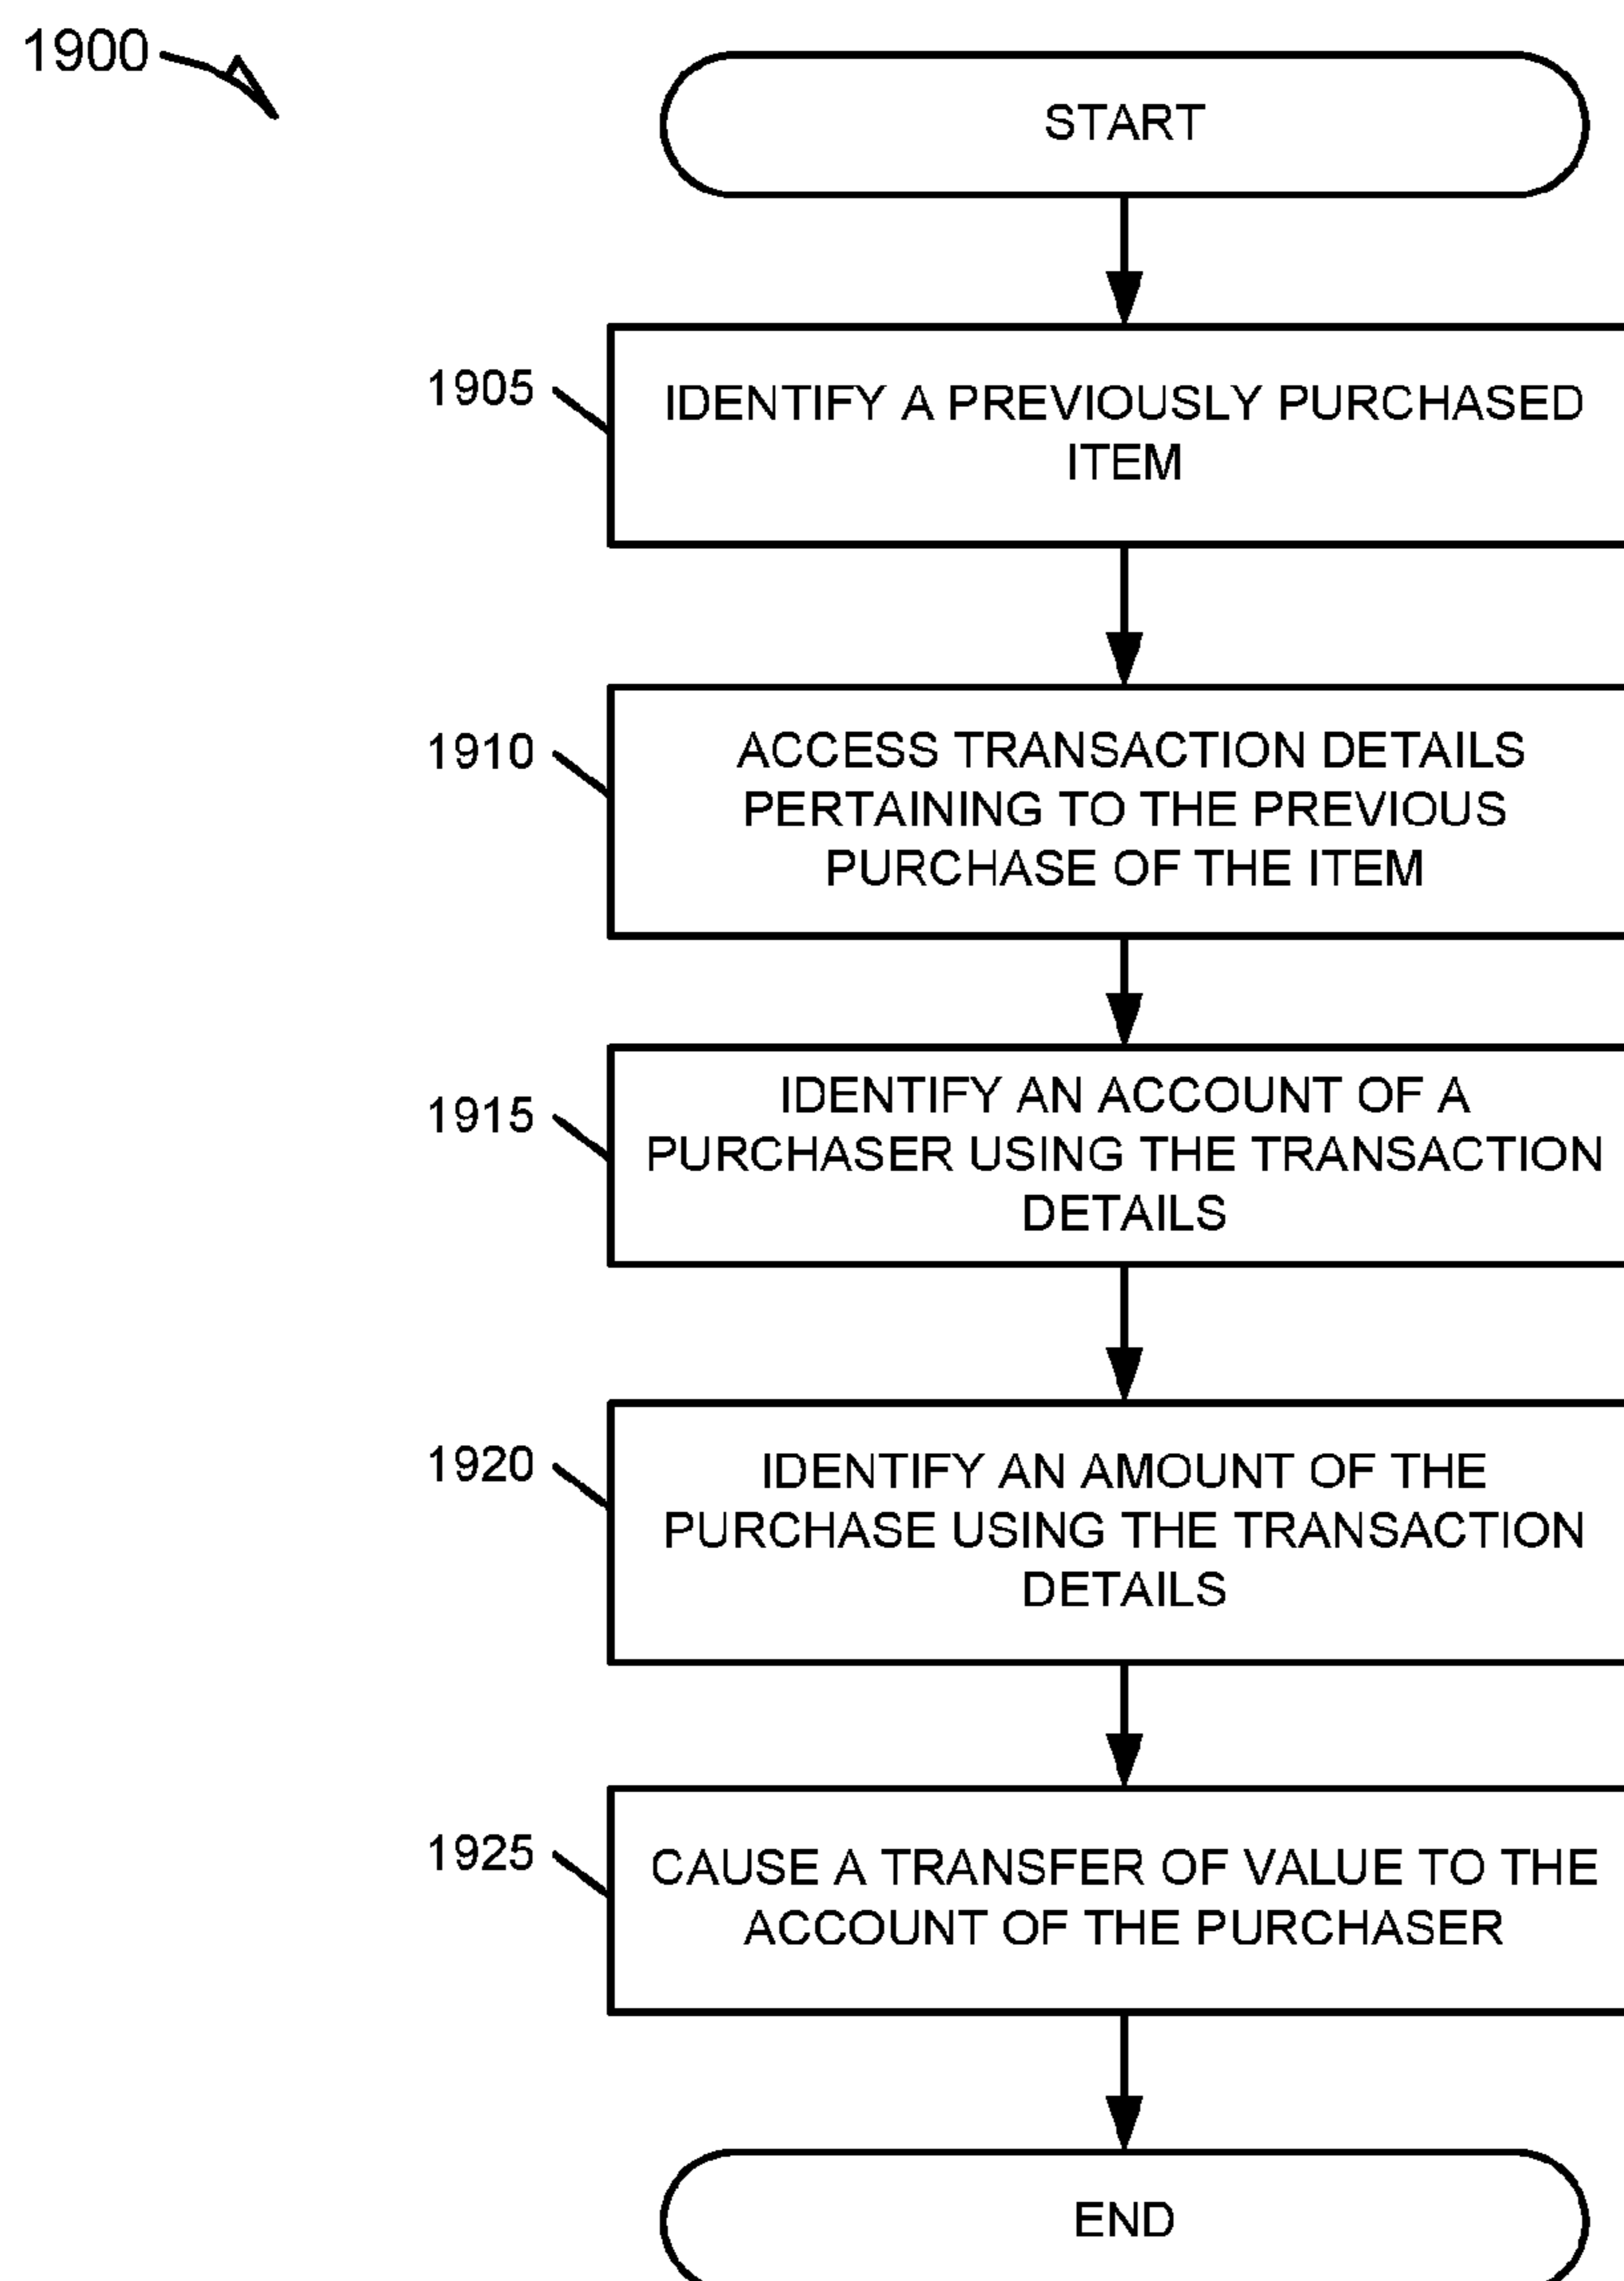 1900
START
1905
IDENTIFY A PREVIOUSLY PURCHASED
ITEM
1910
ACCESS TRANSACTION DETAILS
PERTAINING TO THE PREVIOUS
PURCHASE OF THE ITEM
1915
IDENTIFY AN ACCOUNT OF A
PURCHASER USING THE TRANSACTION
DETAILS
1920
IDENTIFY AN AMOUNT OF THE
PURCHASE USING THE TRANSACTION
DETAILS
1925
CAUSE A TRANSFER OF VALUE TO THE
ACCOUNT OF THE PURCHASER
END